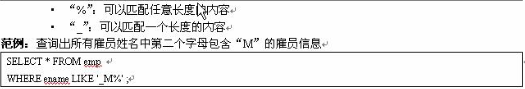 “%”：可以匹配任意长度的内容
“_”：可以匹配一个长度的内容
范例：查询出所有雇员姓名中第二个字母包含“M”的雇员信息
SELECT * FROM emp
WHERE ename LIKE '_M%' ;